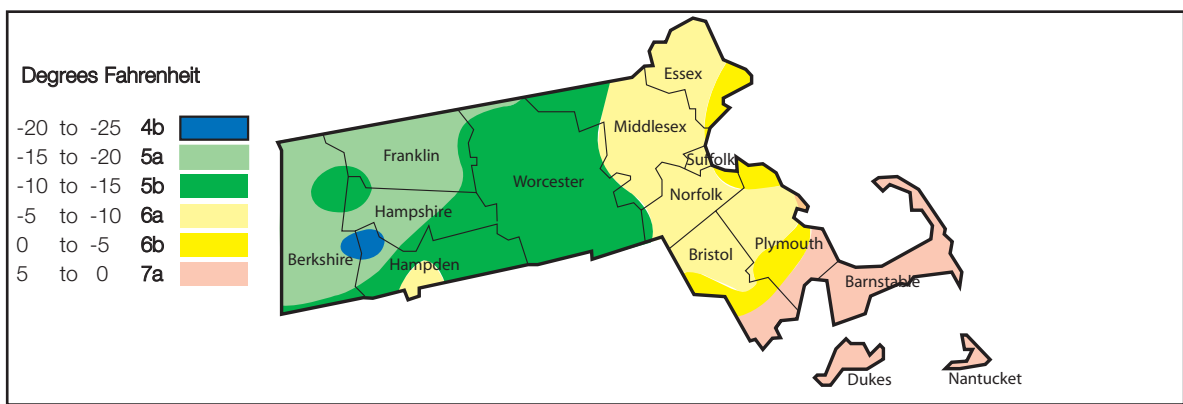 Degrees Fahrenheit
-20 to -25 4b
-15 to -20 5a
-10 to -15 5b
-5 to -10 6a
0 to -5 6b
5 to 0 7a
Essex
Middlesex
Franklin
Suffolk
Worcester
Norfolk
Hampshire
Plymouth
Bristol
Berkshire
Hampden
Barnstable
Dukes
Nantucket